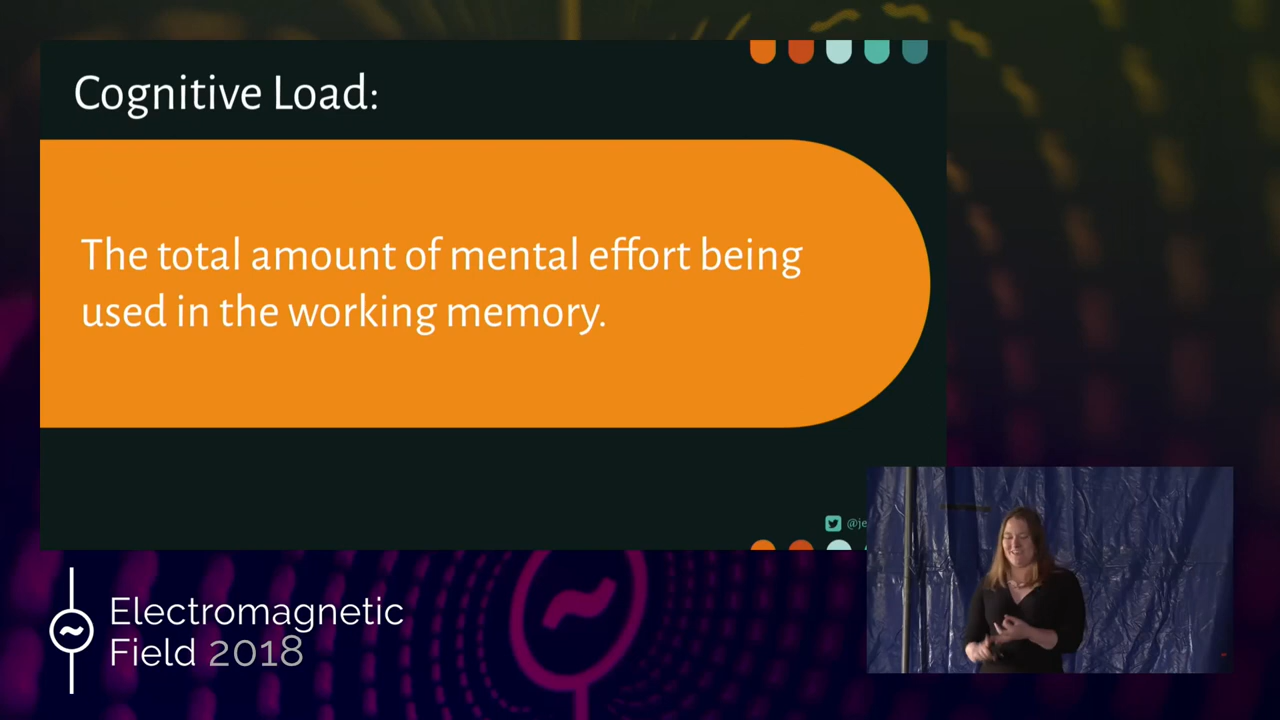 Cognitive Load:
The total amount of mental effort being
used in the working memory.
Electromagnetic
Field 2018